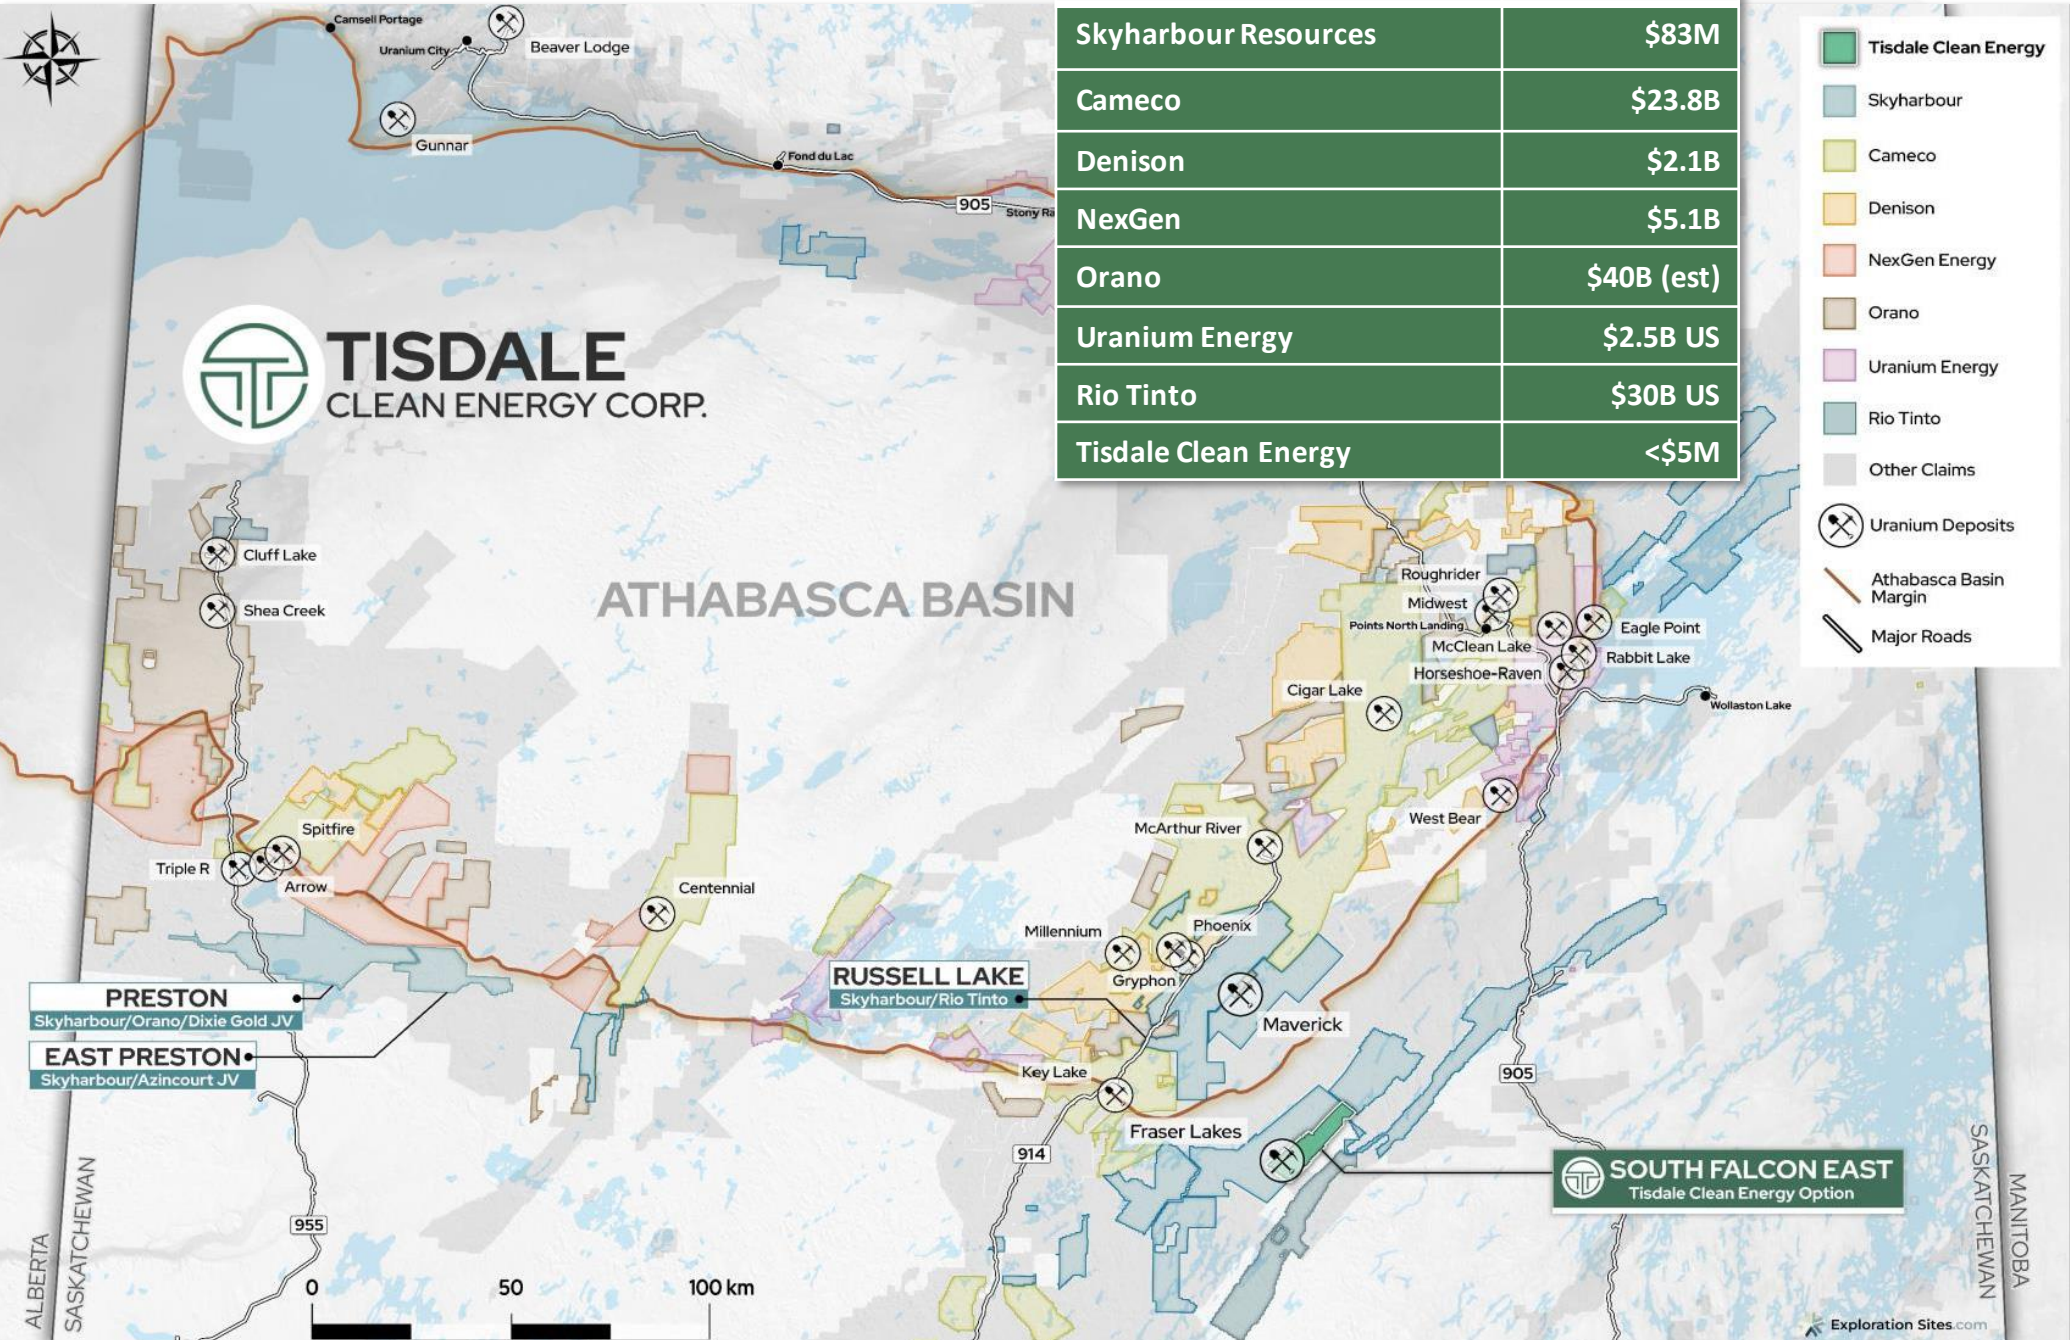 Camsell Portage
Uranium City
Beaver Lodge
Gunnar
Fond du Lac
905
Stony Ra
Skyharbour Resources $83M
Cameco $23.8B
Denison $2.1B
NexGen $5.1B
Orano $40B (est)
Uranium Energy $2.5B US
Rio Tinto $30B US
Tisdale Clean Energy <$5M
Tisdale Clean Energy
Skyharbour
Cameco
Denison
NexGen Energy
Orano
Uranium Energy
Rio Tinto
Other Claims
Uranium Deposits
Athabasca Basin
Margin
Major Roads
TISDALE
CLEAN ENERGY CORP.
ATHABASCA BASIN
Cluff Lake
Shea Creek
Roughrider
Midwest
Points North Landing
McClean Lake
Horseshoe-Raven
Eagle Point
Rabbit Lake
Cigar Lake
Wollaston Lake
West Bear
McArthur River
Spitfire
Triple R
Arrow
Centennial
Millennium
Phoenix
Gryphon
RUSSELL LAKE
Skyharbour/Rio Tinto
Maverick
PRESTON
Skyharbour/Orano/Dixie Gold JV
EAST PRESTON
Skyharbour/Azincourt JV
Key Lake
905
Fraser Lakes
914
SOUTH FALCON EAST
Tisdale Clean Energy Option
955
ALBERTA
SASKATCHEWAN
SASKATCHEWAN
MANITOBA
0 50 100 km
Exploration Sites.com